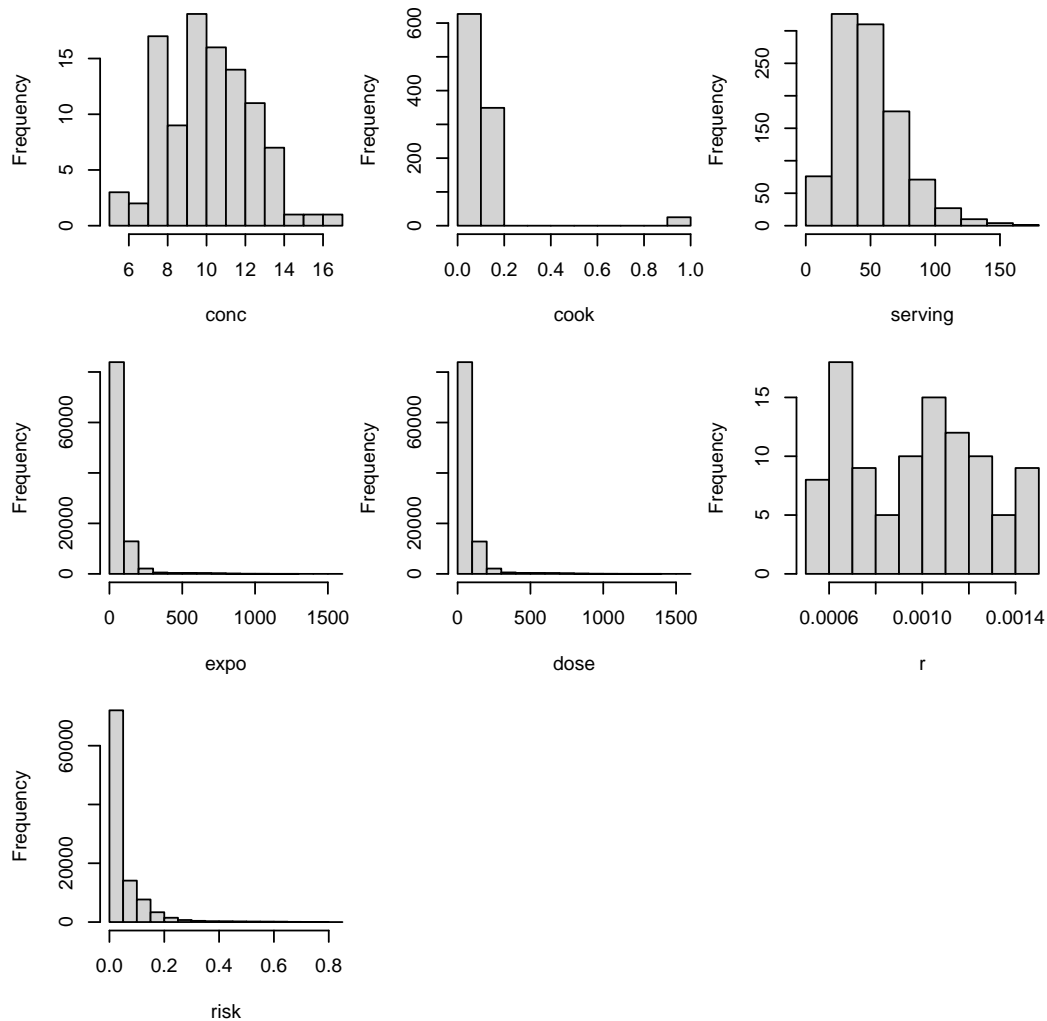 Frequency
15
10
5
0
6 8 10 12 14 16
conc
Frequency
600
400
200
0
0.0 0.2 0.4 0.6 0.8 1.0
cook
Frequency
250
150
50
0
0 50 100 150
serving
Frequency
60000
20000
0
0 500 1000 1500
expo
Frequency
60000
20000
0
0 500 1000 1500
dose
Frequency
15
10
5
0
0.0006 0.0010 0.0014
r
Frequency
60000
20000
0
0.0 0.2 0.4 0.6 0.8
risk